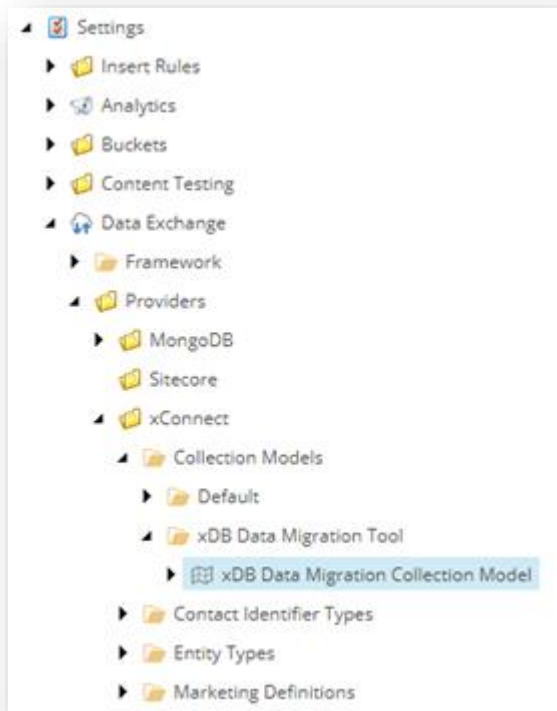 Settings
Insert Rules
Analytics
Buckets
Content Testing
Data Exchange
Framework
Providers
MongoDB
Sitecore
xConnect
Collection Models
Default
xDB Data Migration Tool
xDB Data Migration Collection Model
Contact Identifier Types
Entity Types
Marketing Definitions